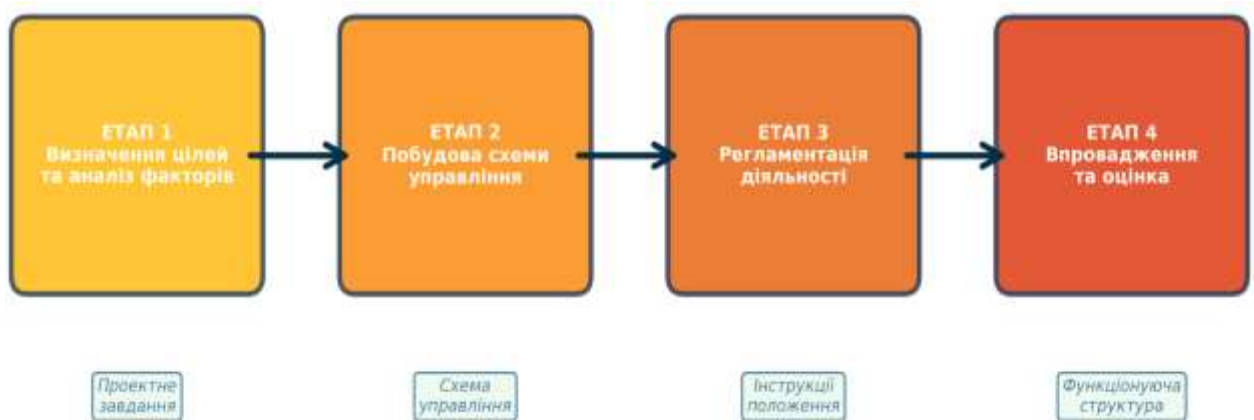 ЕТАП 1
Визначення цілей
та аналіз факторів
ЕТАП 2
Побудова схеми
управління
ЕТАП 3
Регламентація
діяльності
ЕТАП 4
Впровадження
та оцінка
Проектне
завдання
Схема
управління
Інструкції
положення
Функціонуюча
структура